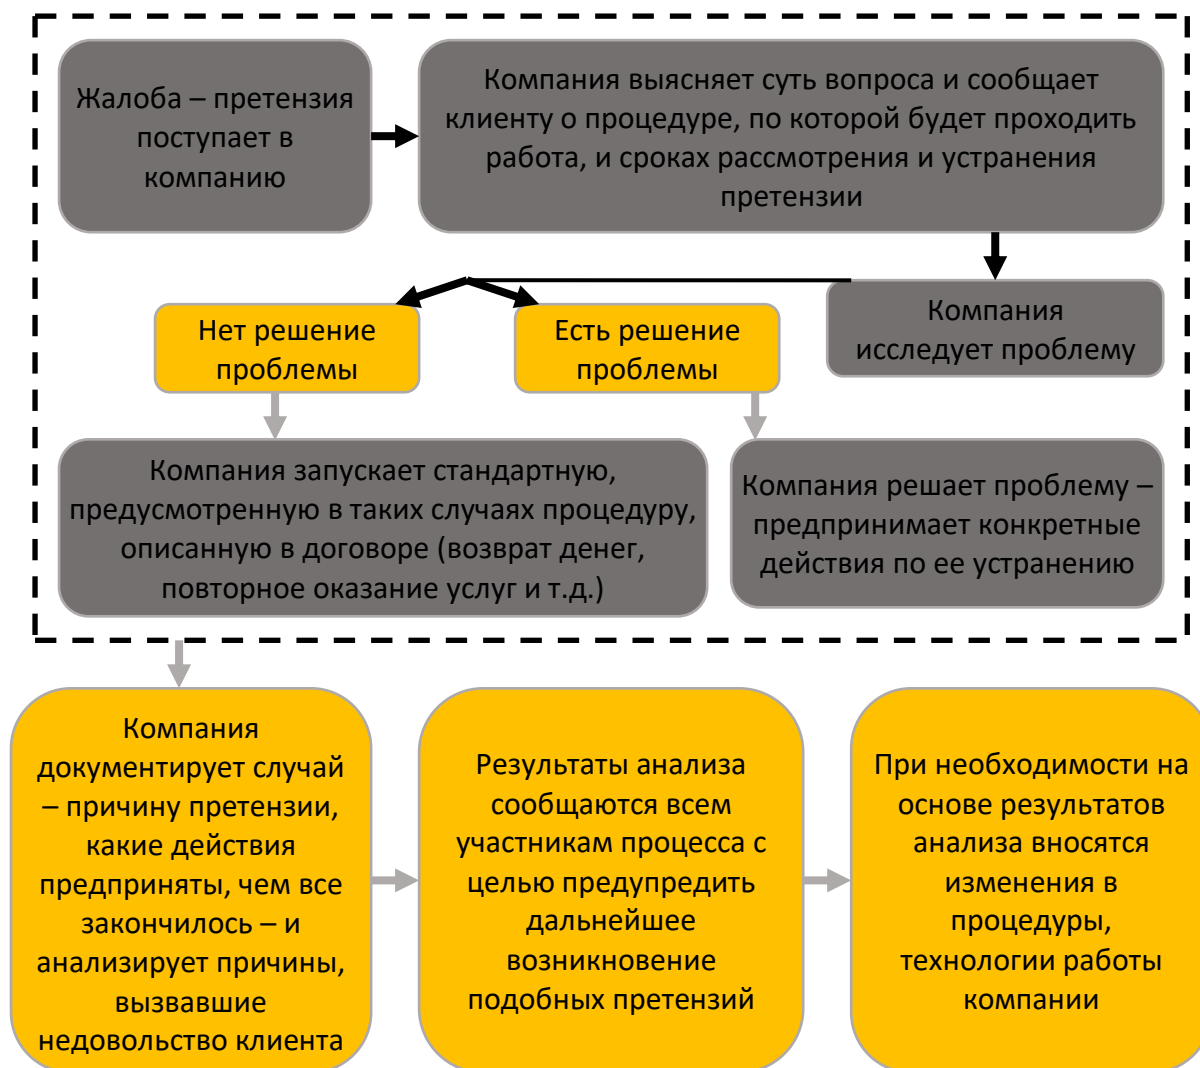 Жалоба – претензия
поступает в
компанию
Компания выясняет суть вопроса и сообщает
клиенту о процедуре, по которой будет проходить
работа, и сроках рассмотрения и устранения
претензии
Компания
исследует проблему
Нет решение
проблемы
Есть решение
проблемы
Компания запускает стандартную,
предусмотренную в таких случаях процедуру,
описанную в договоре (возврат денег,
повторное оказание услуг и т.д.)
Компания решает проблему –
предпринимает конкретные
действия по ее устранению
Компания
документирует случай
– причину претензии,
какие действия
предприняты, чем все
закончилось – и
анализирует причины,
вызвавшие
недовольство клиента
Результаты анализа
сообщаются всем
участникам процесса с
целью предупредить
дальнейшее
возникновение
подобных претензий
При необходимости на
основе результатов
анализа вносятся
изменения в
процедуры,
технологии работы
компании